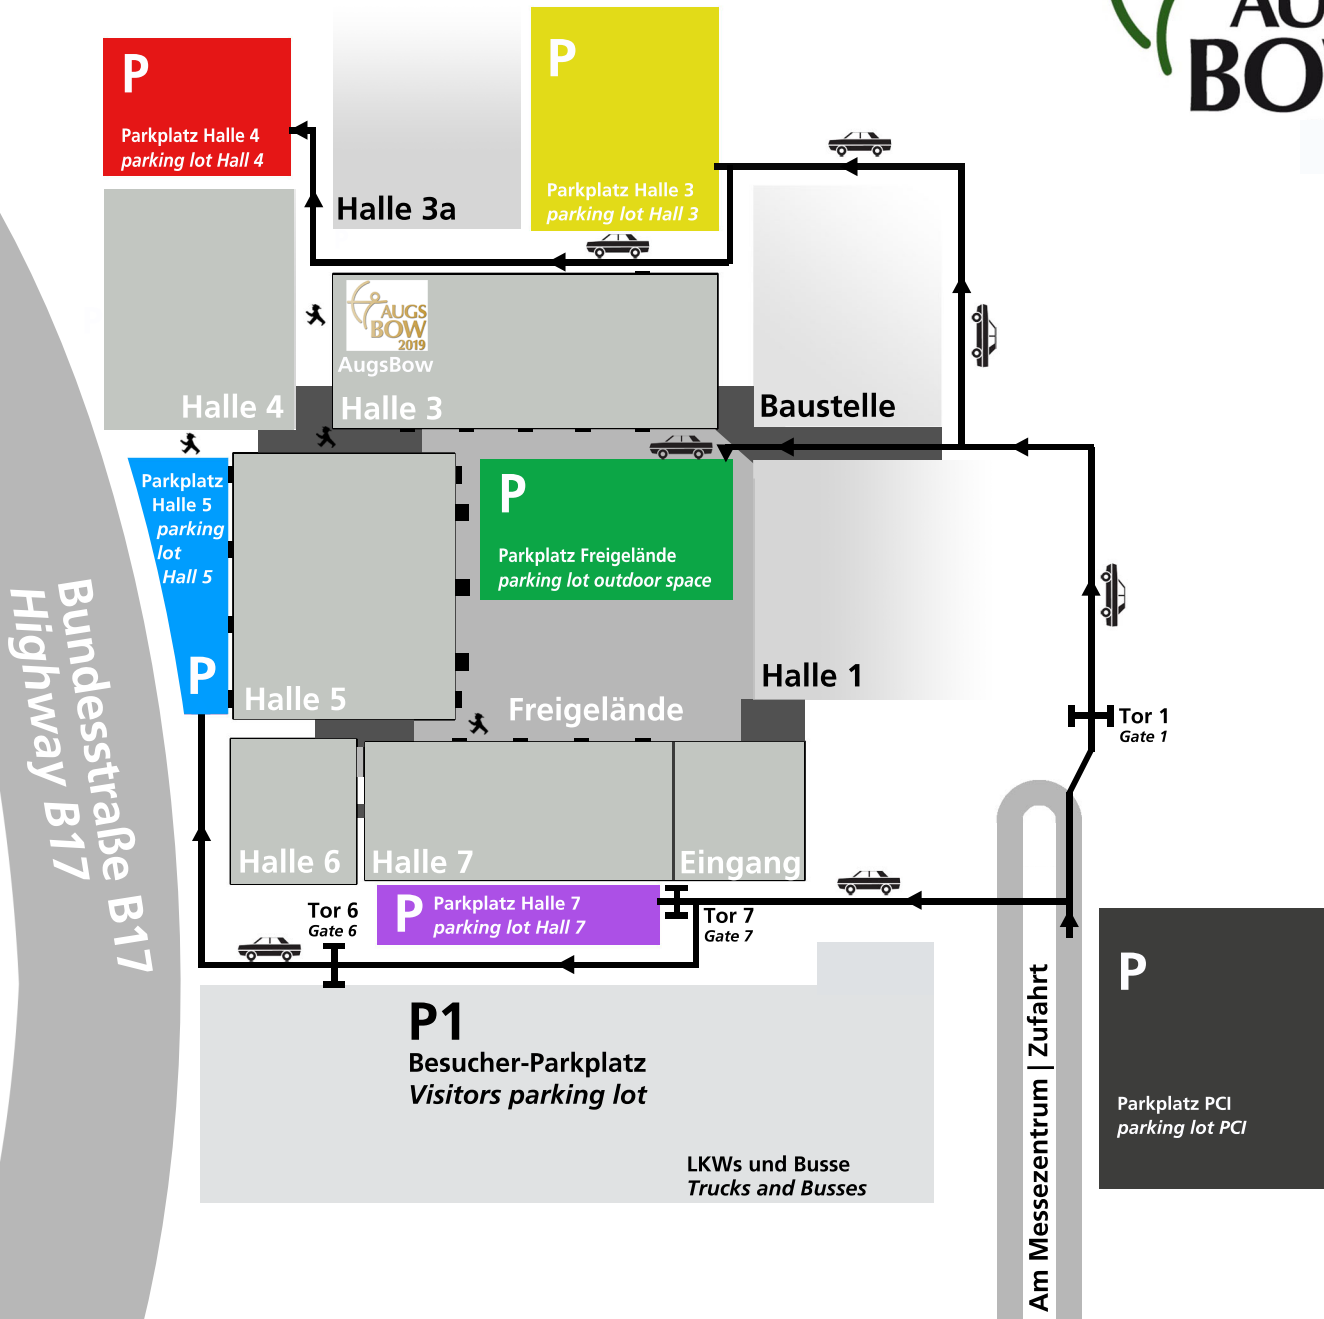 AU
BO
P
Parkplatz Halle 4
parking lot Hall 4
Halle 3a
P
Parkplatz Halle 3
parking lot Hall 3
AUGS
BOW
2019
AugsBow
Halle 4
Halle 3
Baustelle
Parkplatz
Halle 5
parking
lot
Hall 5
P
P
Parkplatz Freigelände
parking lot outdoor space
Halle 5
Freigelände
Halle 1
Tor 1
Gate 1
Bundesstraße B17
Highway B17
Halle 6
Halle 7
Eingang
P
Parkplatz Halle 7
parking lot Hall 7
Tor 6
Gate 6
Tor 7
Gate 7
P1
Besucher-Parkplatz
Visitors parking lot
LKWs und Busse
Trucks and Busses
Am Messezentrum | Zufahrt
P
Parkplatz PCI
parking lot PCI